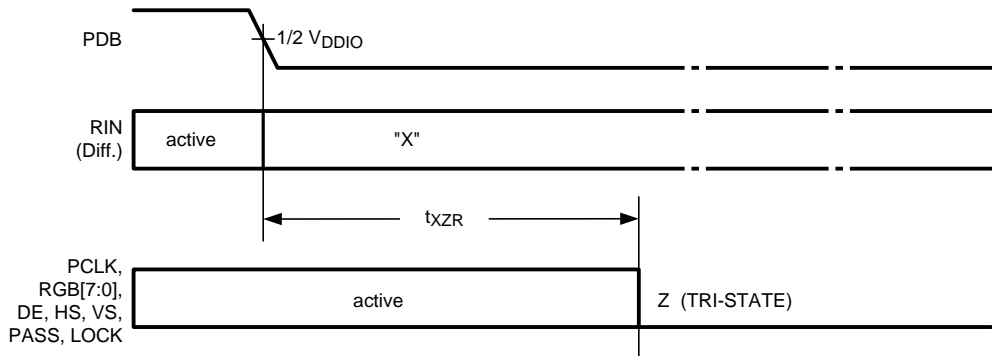 PDB
1/2 VDDIO
RIN
(Diff.)
active
"X"
tXZR
PCLK,
RGB[7:0],
DE, HS, VS,
PASS, LOCK
active
Z (TRI-STATE)